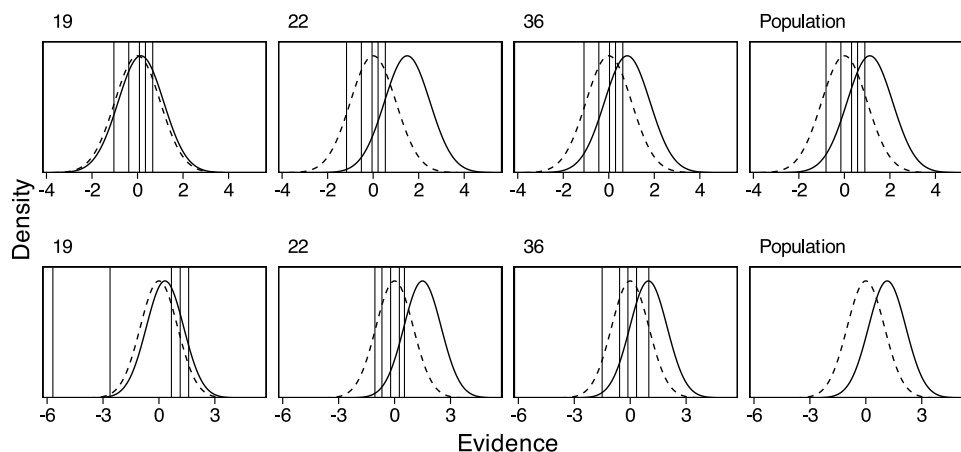 19 22 36 Population
-4 -2 0 2 4 -4 -2 0 2 4 -4 -2 0 2 4 -4 -2 0 2 4
Density
19 22 36 Population
-6 -3 0 3 -6 -3 0 3 -6 -3 0 3 -6 -3 0 3
Evidence